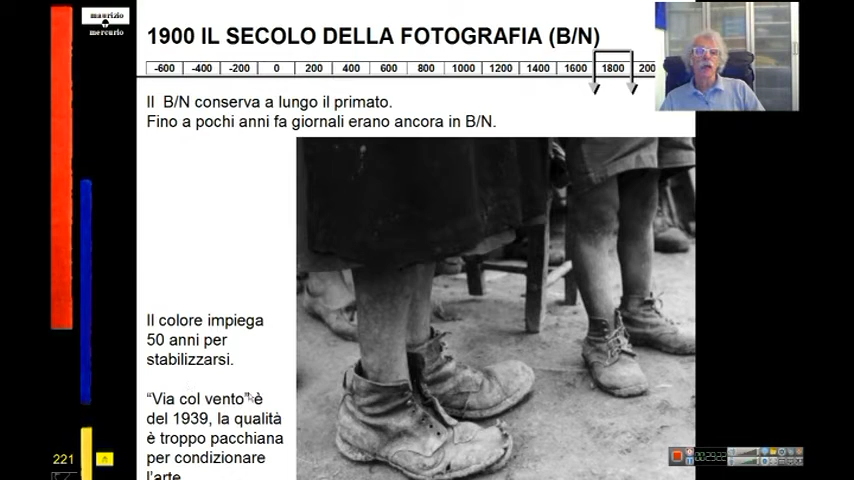 maurizio
mercurio
1900 IL SECOLO DELLA FOTOGRAFIA (B/N)
-600 -400 -200 0 200 400 600 800 1000 1200 1400 1600 1800 200
Il B/N conserva a lungo il primato.
Fino a pochi anni fa giornali erano ancora in B/N.
Il colore impiega
50 anni per
stabilizzarsi.
“Via col vento” è
del 1939, la qualità
è troppo pacchiana
per condizionare
l’arte
221